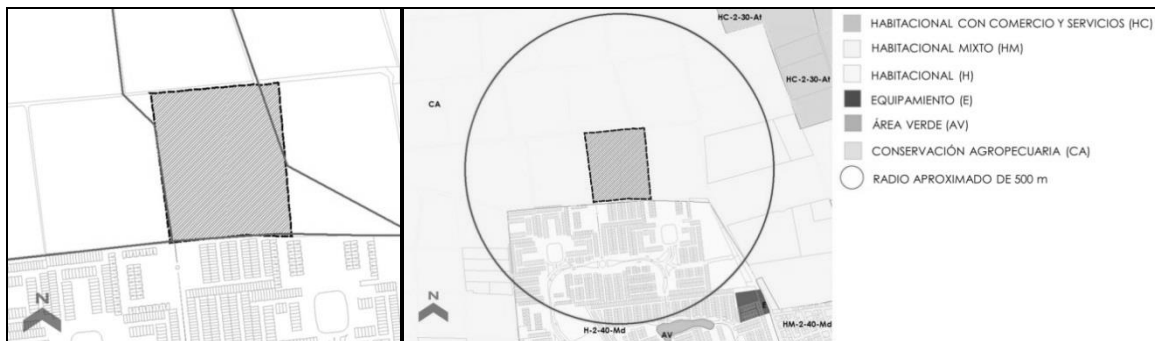 N
N
HC-2-30-At
HC-2-30-At
CA
H-2-40-Md
AV
HM-2-40-Md
HABITACIONAL CON COMERCIO Y SERVICIOS (HC)
HABITACIONAL MIXTO (HM)
HABITACIONAL (H)
EQUIPAMIENTO (E)
ÁREA VERDE (AV)
CONSERVACIÓN AGROPECUARIA (CA)
RADIO APROXIMADO DE 500 m